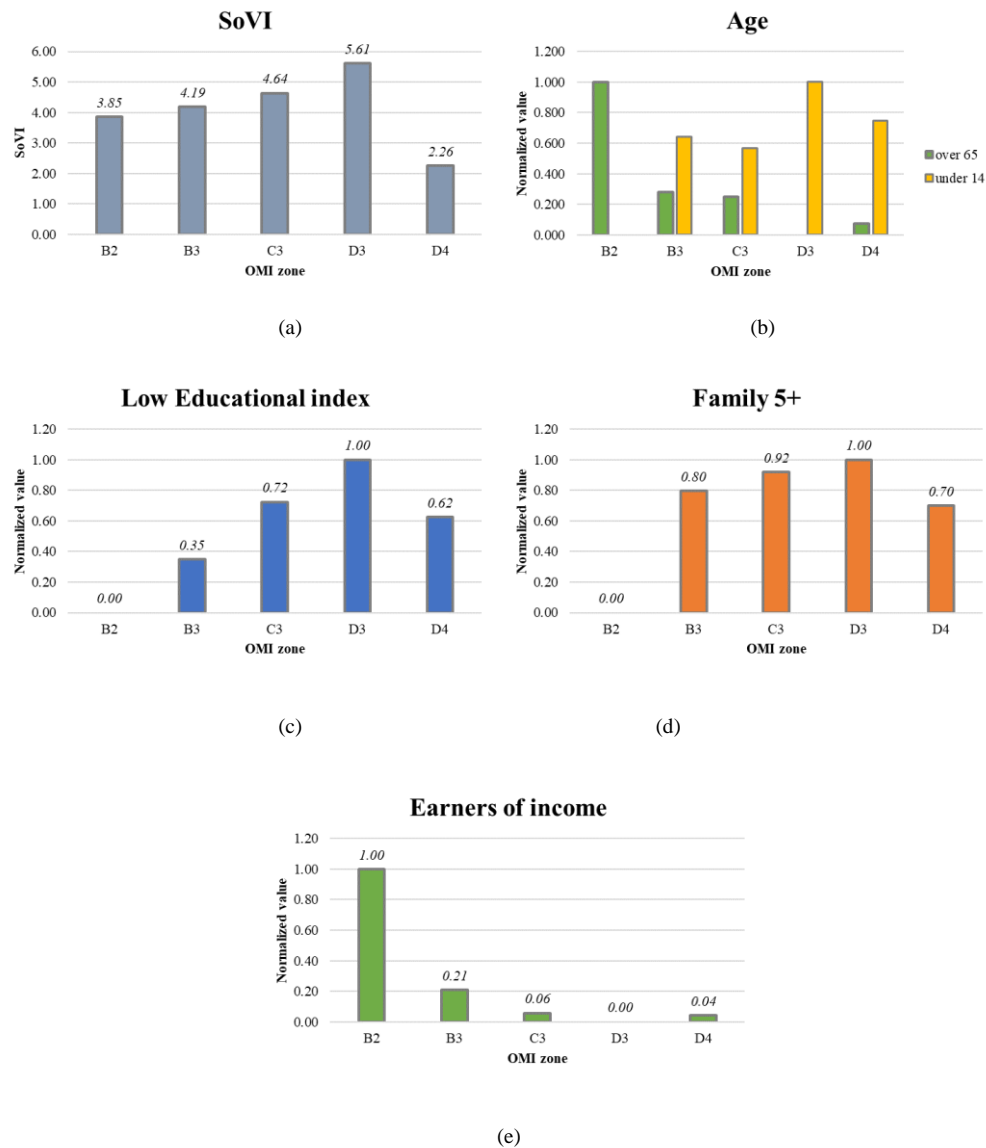 SoVI
6.00
5.00
4.00
3.00
2.00
1.00
0.00
SoVI
3.85
4.19
4.64
5.61
2.26
B2 B3 C3 D3 D4
OMI zone
(a)
Age
1.200
1.000
0.800
0.600
0.400
0.200
0.000
Normalized value
B2 B3 C3 D3 D4
OMI zone
over 65
under 14
(b)
Low Educational index
1.20
1.00
0.80
0.60
0.40
0.20
0.00
Normalized value
0.00
0.35
0.72
1.00
0.62
B2 B3 C3 D3 D4
OMI zone
(c)
Family 5+
1.20
1.00
0.80
0.60
0.40
0.20
0.00
Normalized value
0.00
0.80
0.92
1.00
0.70
B2 B3 C3 D3 D4
OMI zone
(d)
Earners of income
1.20
1.00
0.80
0.60
0.40
0.20
0.00
Normalized value
1.00
0.21
0.06
0.00
0.04
B2 B3 C3 D3 D4
OMI zone
(e)